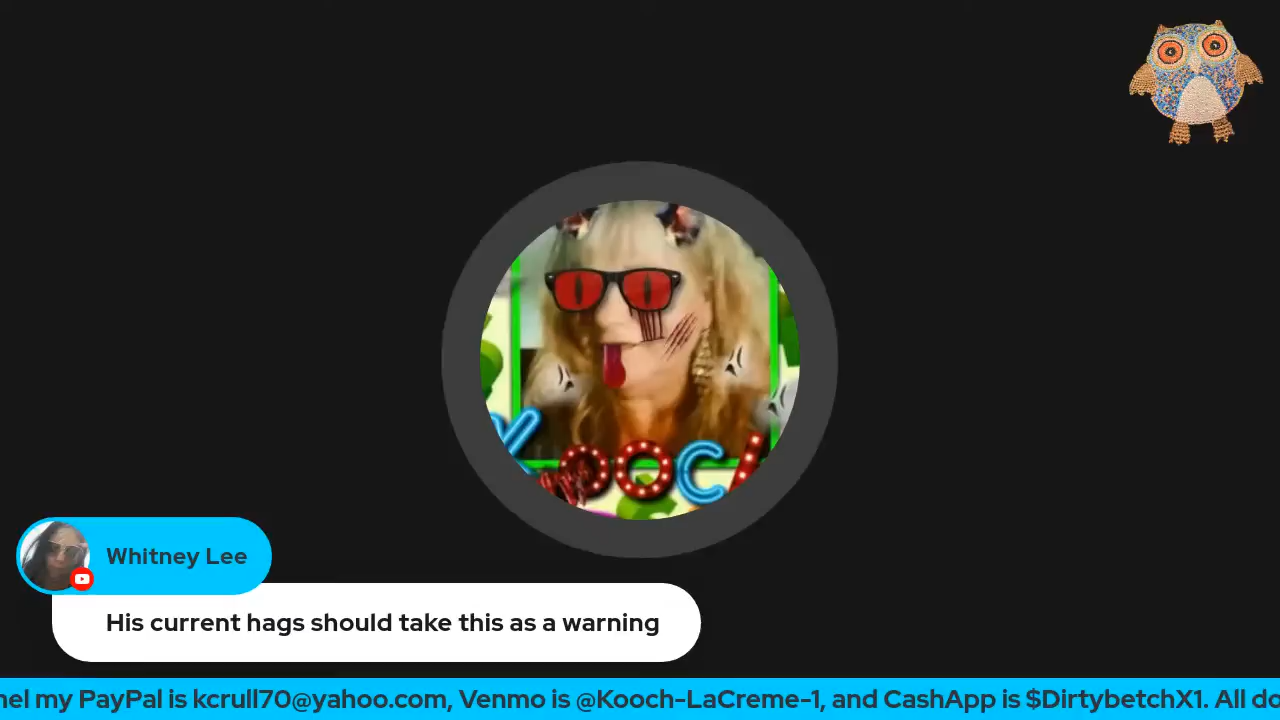 KOOCH
Whitney Lee
His current hags should take this as a warning
nel my PayPal is kcrull70@yahoo.com, Venmo is @Kooch-LaCreme-1, and CashApp is $DirtybetchX1. All do